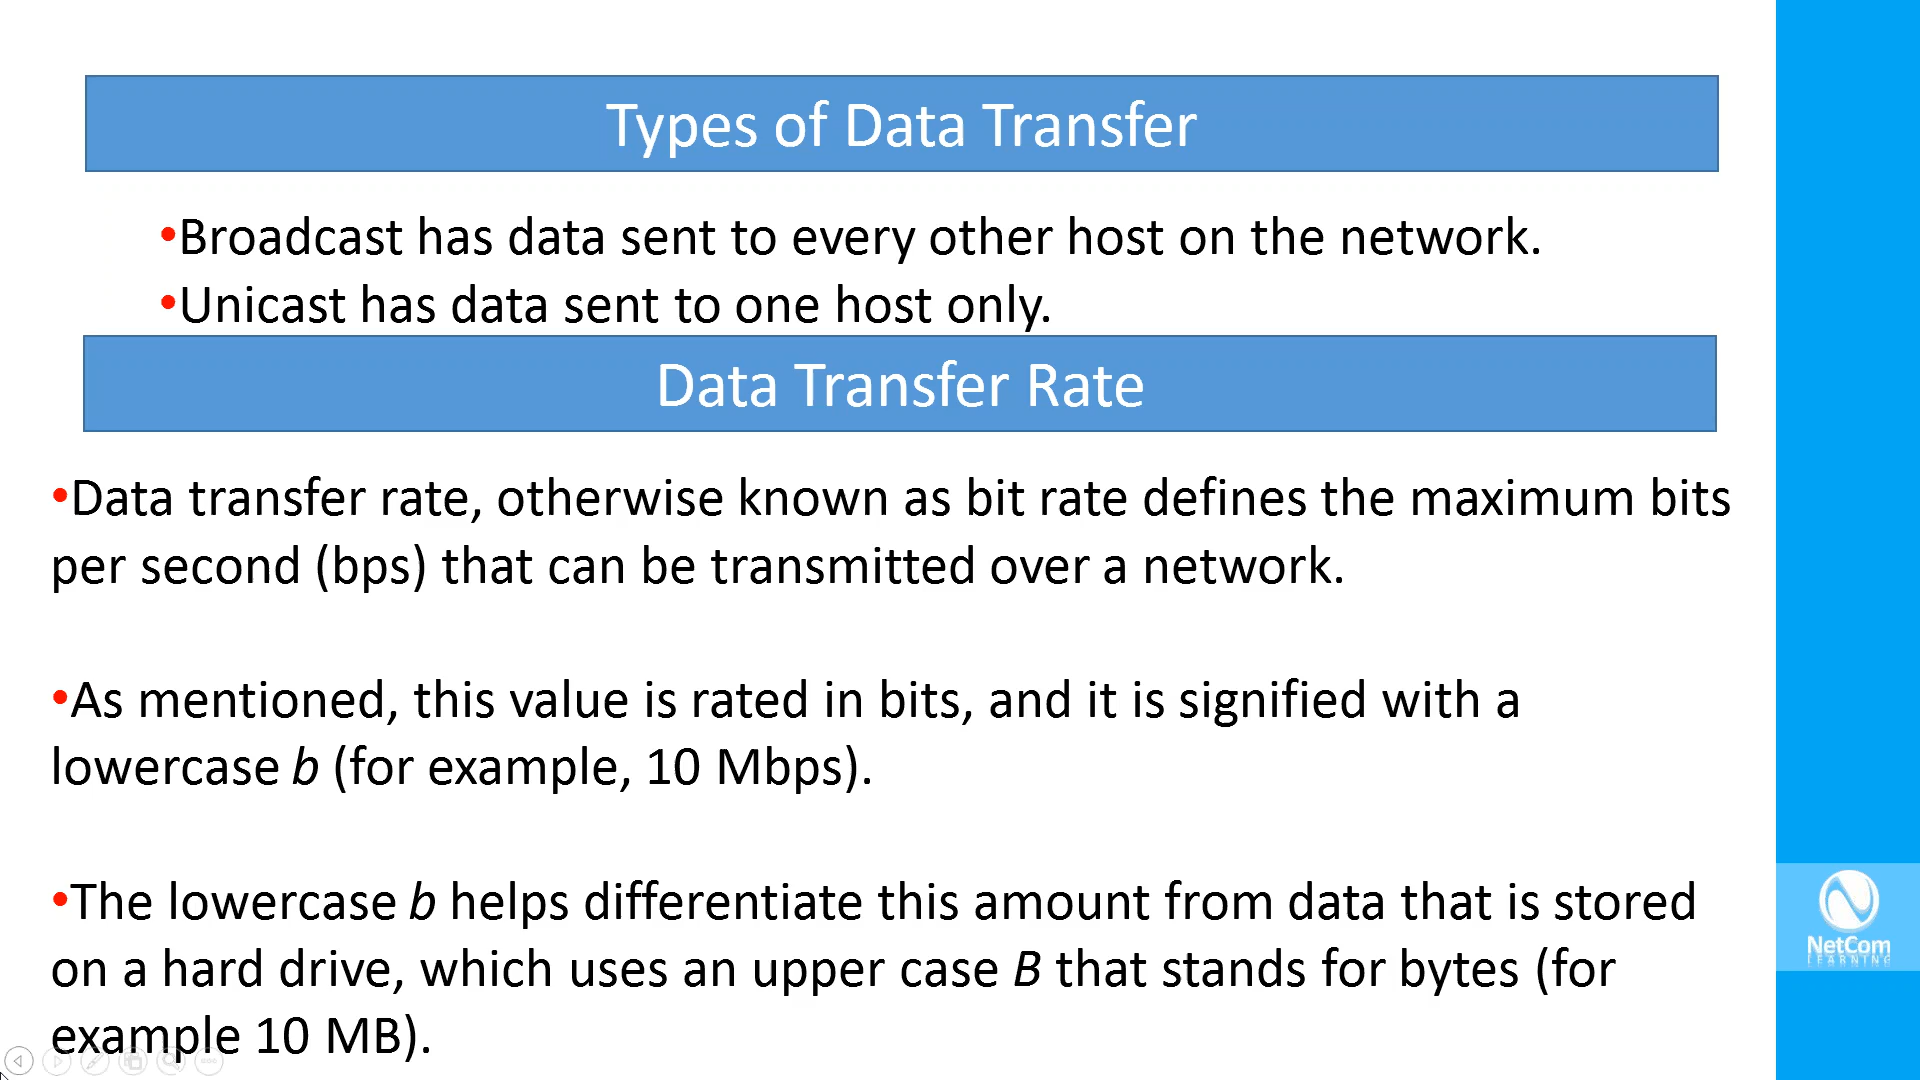 Types of Data Transfer
•Broadcast has data sent to every other host on the network.
•Unicast has data sent to one host only.
Data Transfer Rate
•Data transfer rate, otherwise known as bit rate defines the maximum bits
per second (bps) that can be transmitted over a network.
•As mentioned, this value is rated in bits, and it is signified with a
lowercase b (for example, 10 Mbps).
•The lowercase b helps differentiate this amount from data that is stored
on a hard drive, which uses an upper case B that stands for bytes (for
example 10 MB).
NetCom
LEARNING